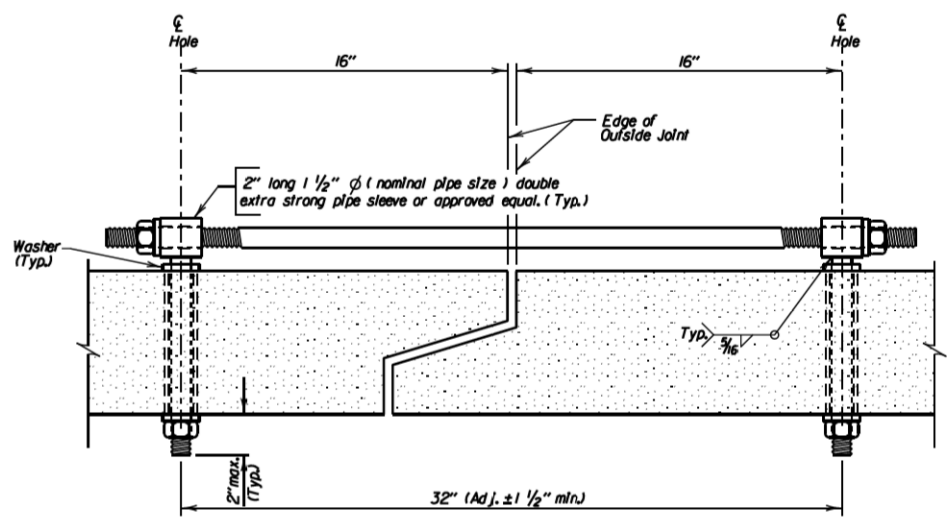 ℄
Hole
℄
Hole
16"
16"
Edge of
Outside Joint
2" long 1 1/2" ϕ ( nominal pipe size ) double
extra strong pipe sleeve or approved equal. ( Typ.)
Washer
(Typ.)
Typ.
5/16
2" max.
(Typ.)
32" (Adj. ±1 1/2" min.)